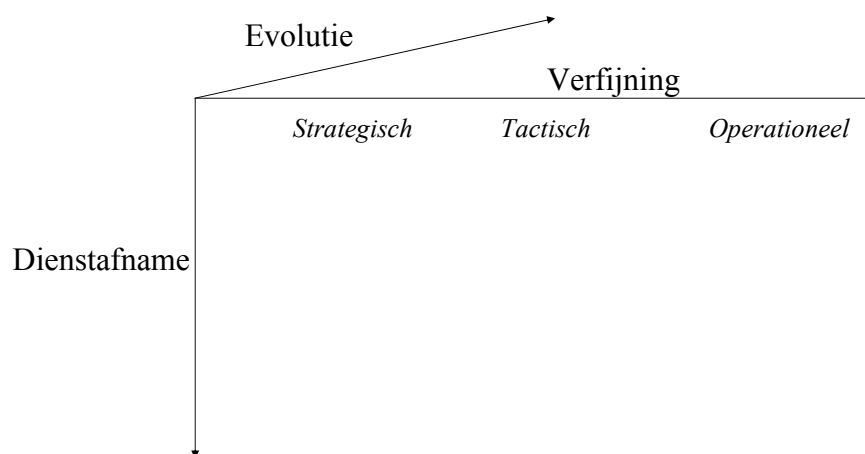 Evolutie
Verfijning
Strategisch Tactisch Operationeel
Dienstafname